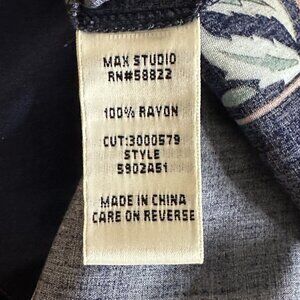 MAX STUDIO
RN#58822
100% RAYON
CUT:3000579
STYLE
5902A51
MADE IN CHINA
CARE ON REVERSE